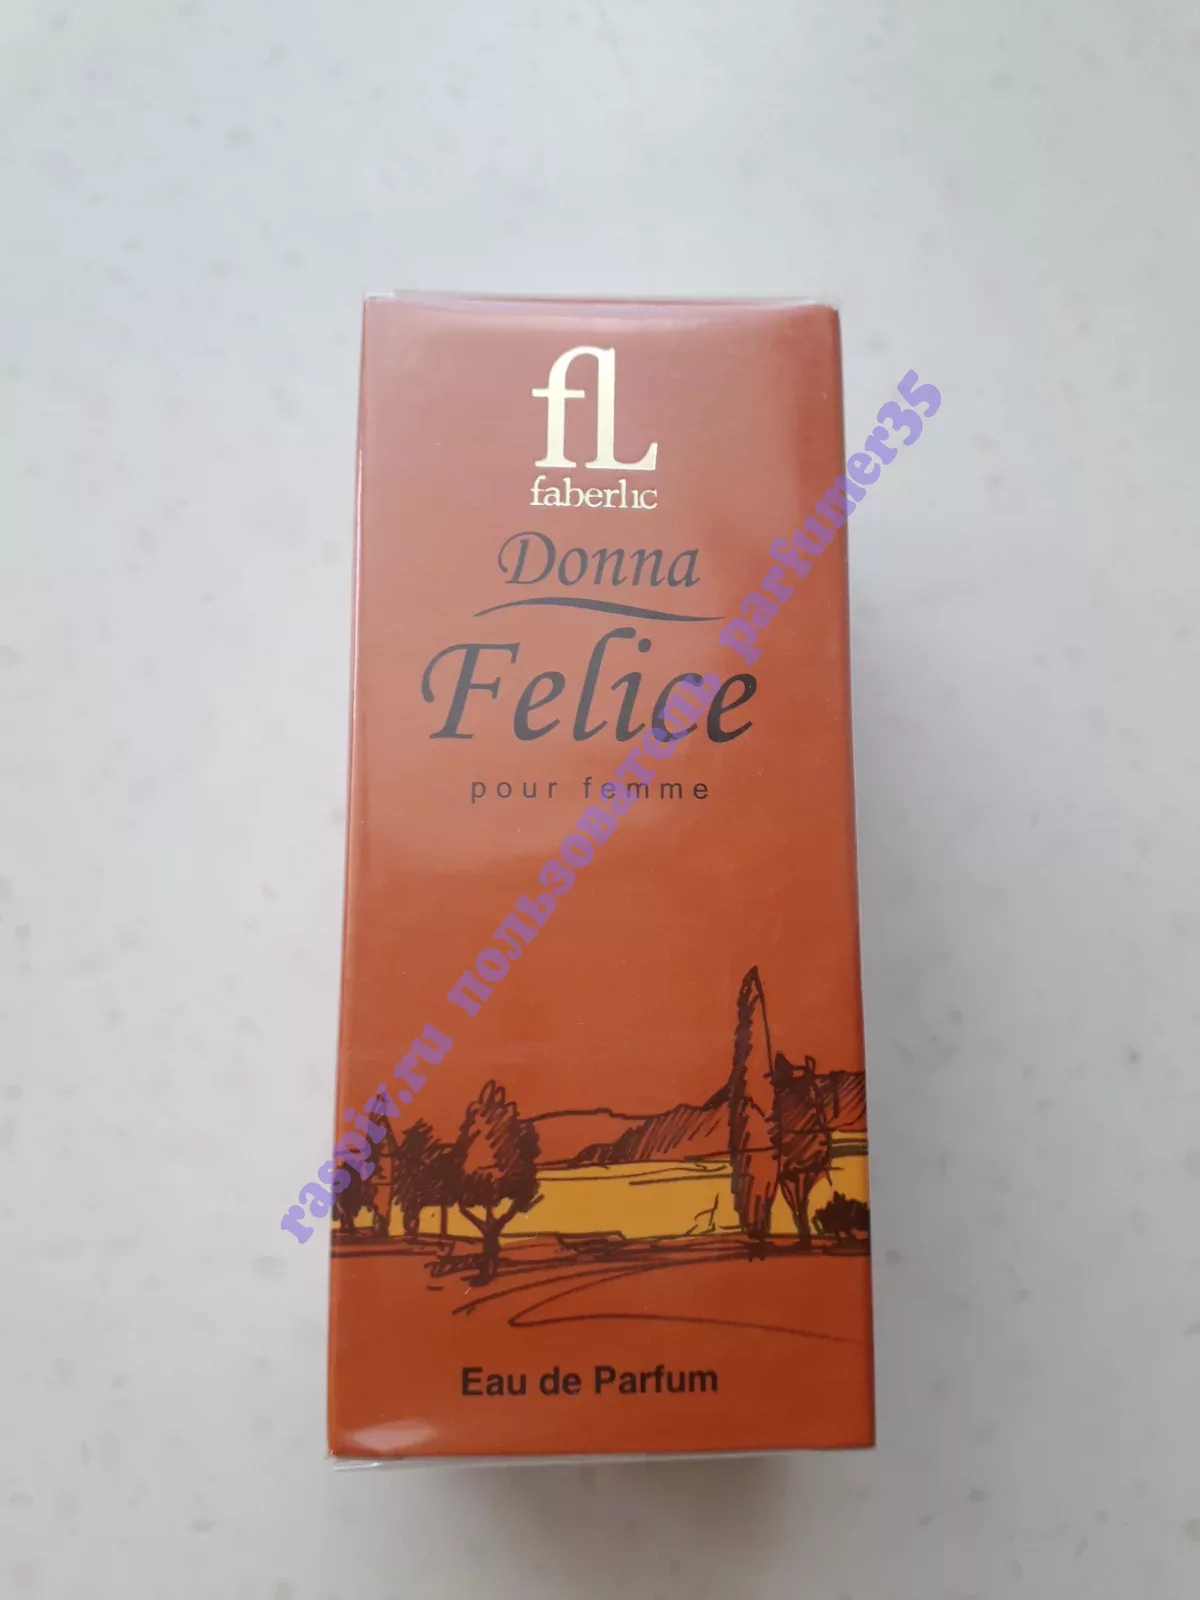 fL
faberlic
Donna
Felice
pour femme
Eau de Parfum
raspiv.ru пользователь parfumer35